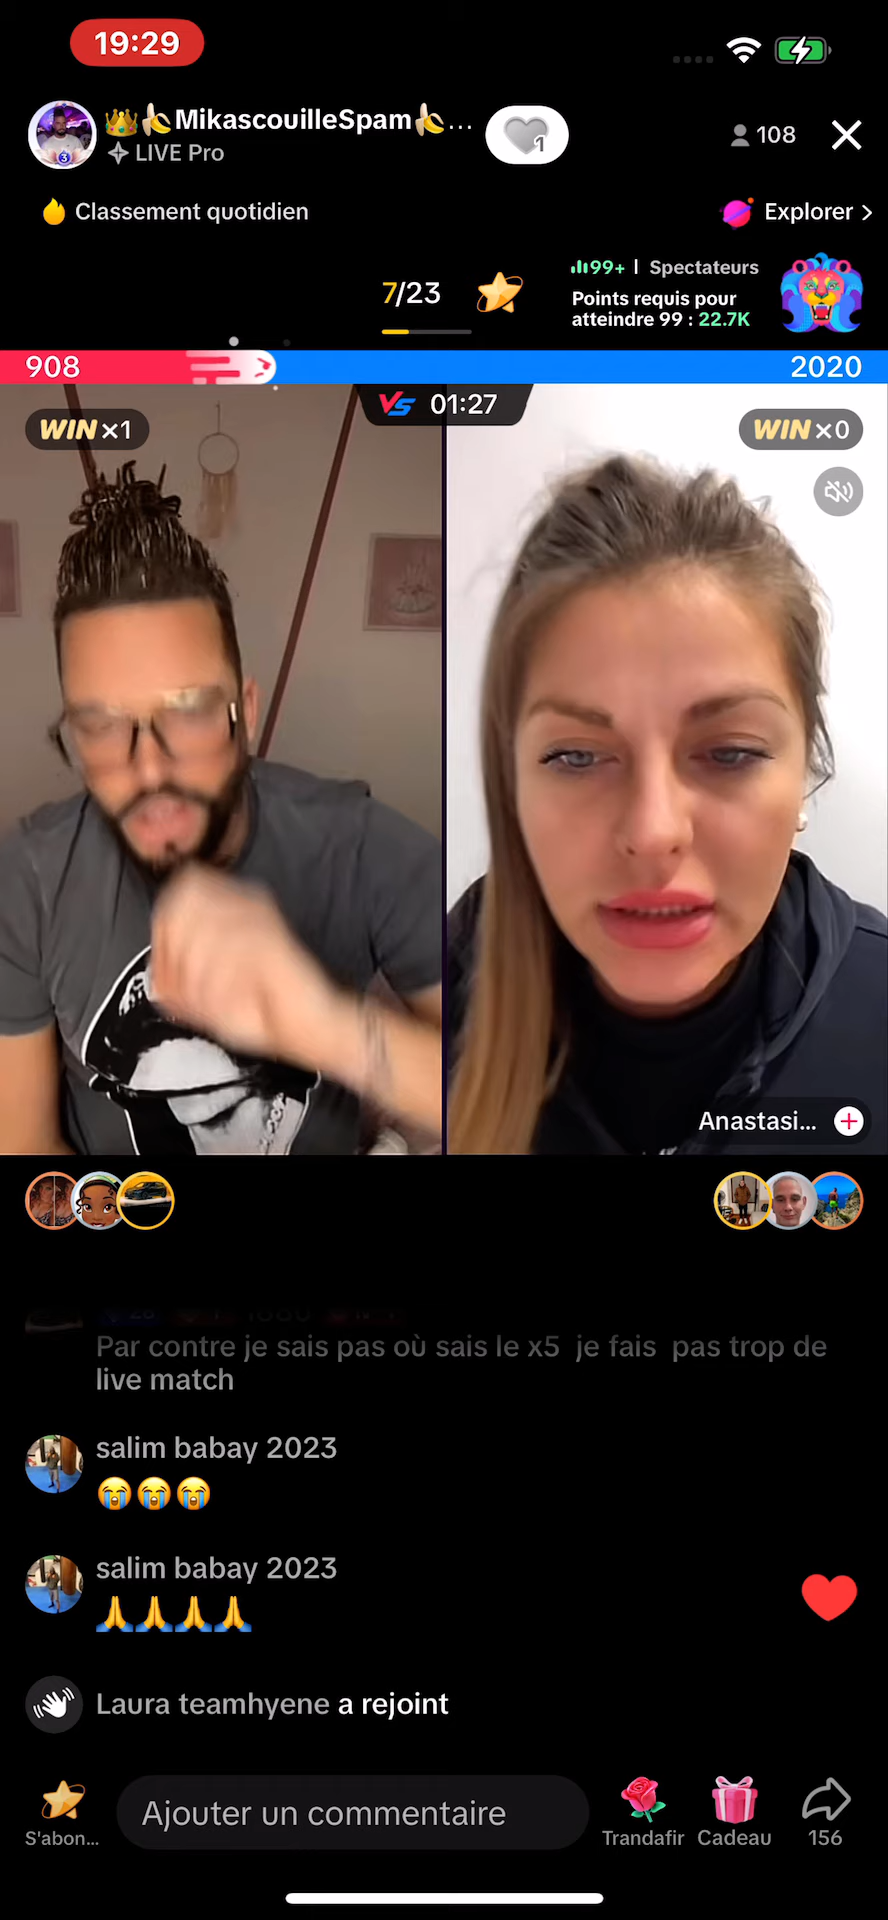 19:29
👑🍌MikascouilleSpam🍌...
LIVE Pro
1
108
Classement quotidien
Explorer >
7/23
99+ | Spectateurs
Points requis pour
atteindre 99 : 22.7K
908
2020
VS 01:27
WIN x1
WIN x0
3
Anastasi...
Par contre je sais pas où sais le x5 je fais pas trop de
live match
salim babay 2023
😭😭😭
salim babay 2023
🙏🙏🙏🙏
Laura teamhyene a rejoint
S'abon...
Ajouter un commentaire
Trandafir
Cadeau
156